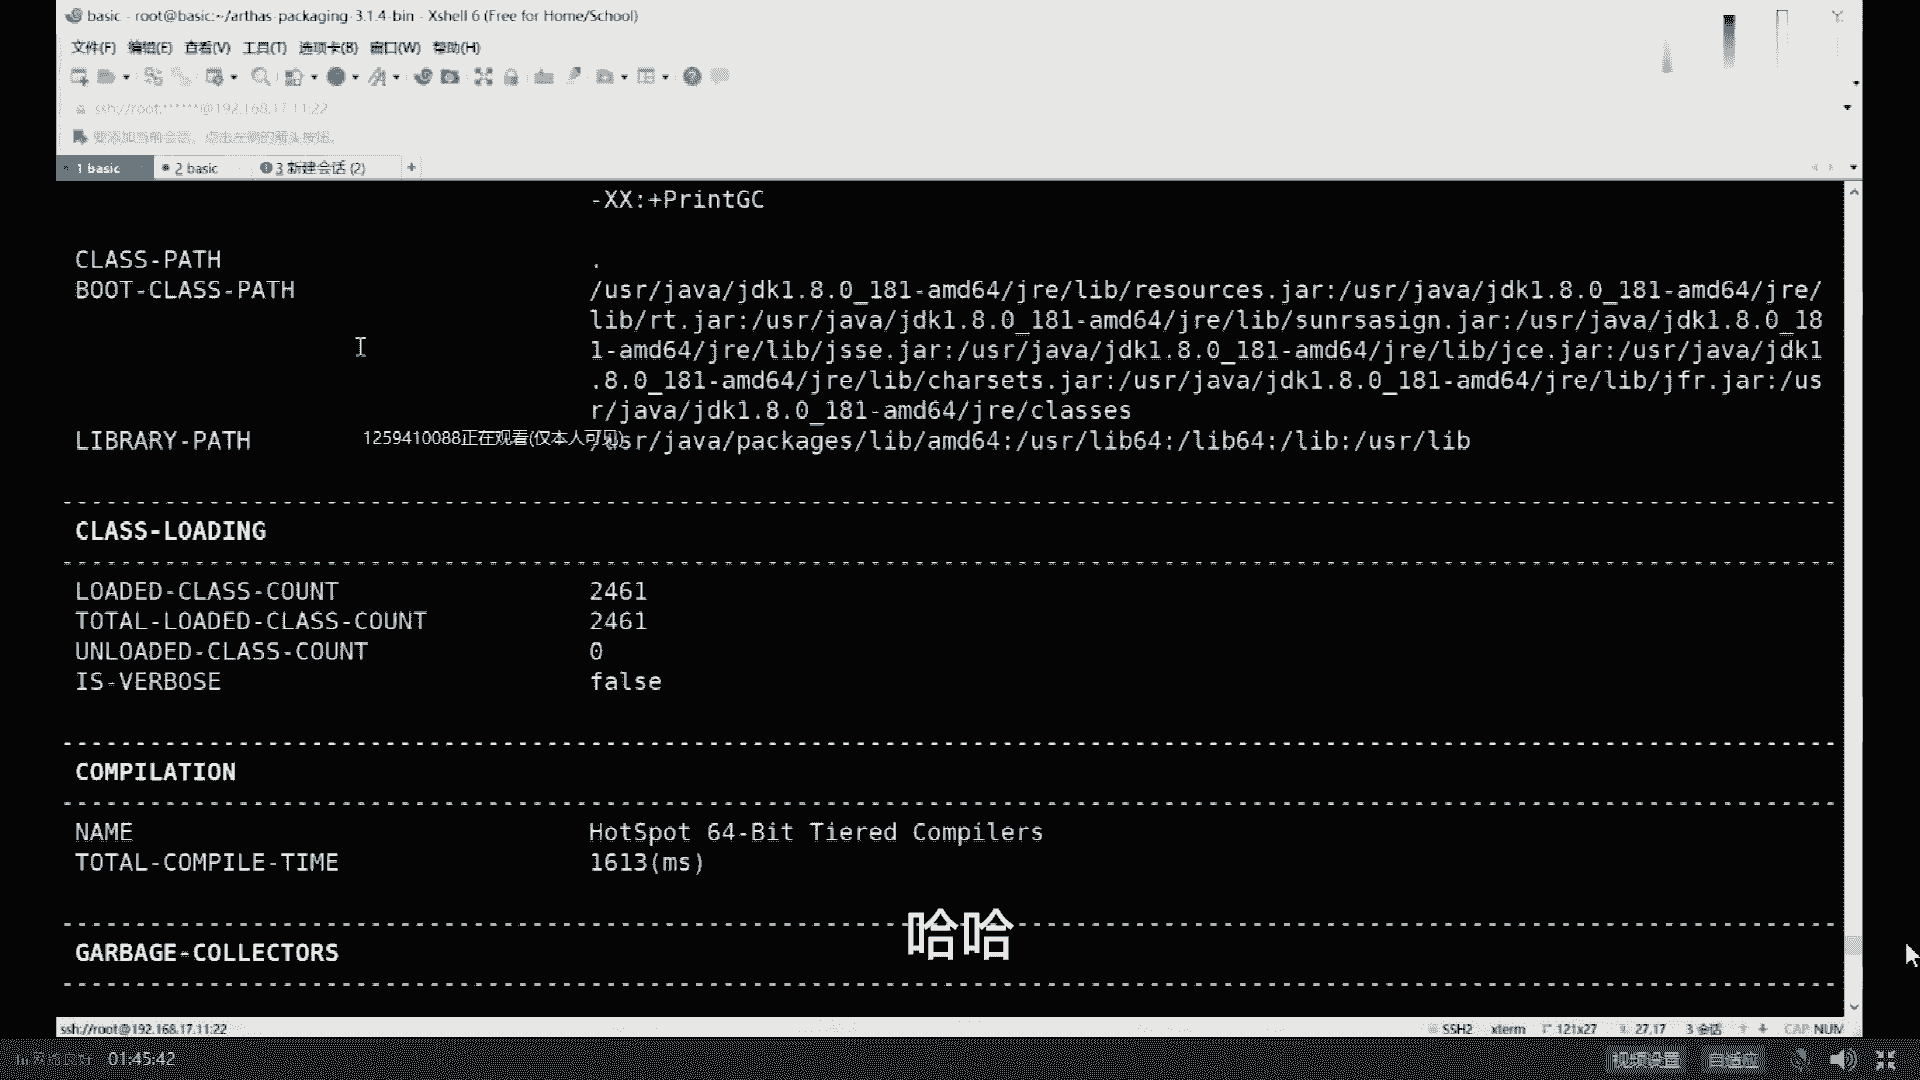 basic - root@basic:~/arthas-packaging-3.1.4-bin - Xshell 6 (Free for Home/School)
文件(F) 编辑(E) 查看(V) 工具(T) 选项卡(B) 窗口(W) 帮助(H)
ssh://root:******@192.168.17.11:22
要添加当前会话，点击左侧的箭头按钮。
1 basic 2 basic 3 新建会话 (2) +
-XX:+PrintGC
CLASS-PATH .
BOOT-CLASS-PATH /usr/java/jdk1.8.0_181-amd64/jre/lib/resources.jar:/usr/java/jdk1.8.0_181-amd64/jre/
lib/rt.jar:/usr/java/jdk1.8.0_181-amd64/jre/lib/sunrsasign.jar:/usr/java/jdk1.8.0_18
1-amd64/jre/lib/jsse.jar:/usr/java/jdk1.8.0_181-amd64/jre/lib/jce.jar:/usr/java/jdk1
.8.0_181-amd64/jre/lib/charsets.jar:/usr/java/jdk1.8.0_181-amd64/jre/lib/jfr.jar:/us
r/java/jdk1.8.0_181-amd64/jre/classes
LIBRARY-PATH /usr/java/packages/lib/amd64:/usr/lib64:/lib64:/lib:/usr/lib
1259410088正在观看(仅本人可见)
CLASS-LOADING
LOADED-CLASS-COUNT 2461
TOTAL-LOADED-CLASS-COUNT 2461
UNLOADED-CLASS-COUNT 0
IS-VERBOSE false
COMPILATION
NAME HotSpot 64-Bit Tiered Compilers
TOTAL-COMPILE-TIME 1613(ms)
哈哈
GARBAGE-COLLECTORS
ssh://root@192.168.17.11:22 SSH2 xterm 121x27 27,17 3 会话 CAP NUM
01:45:42 视频设置 自适应